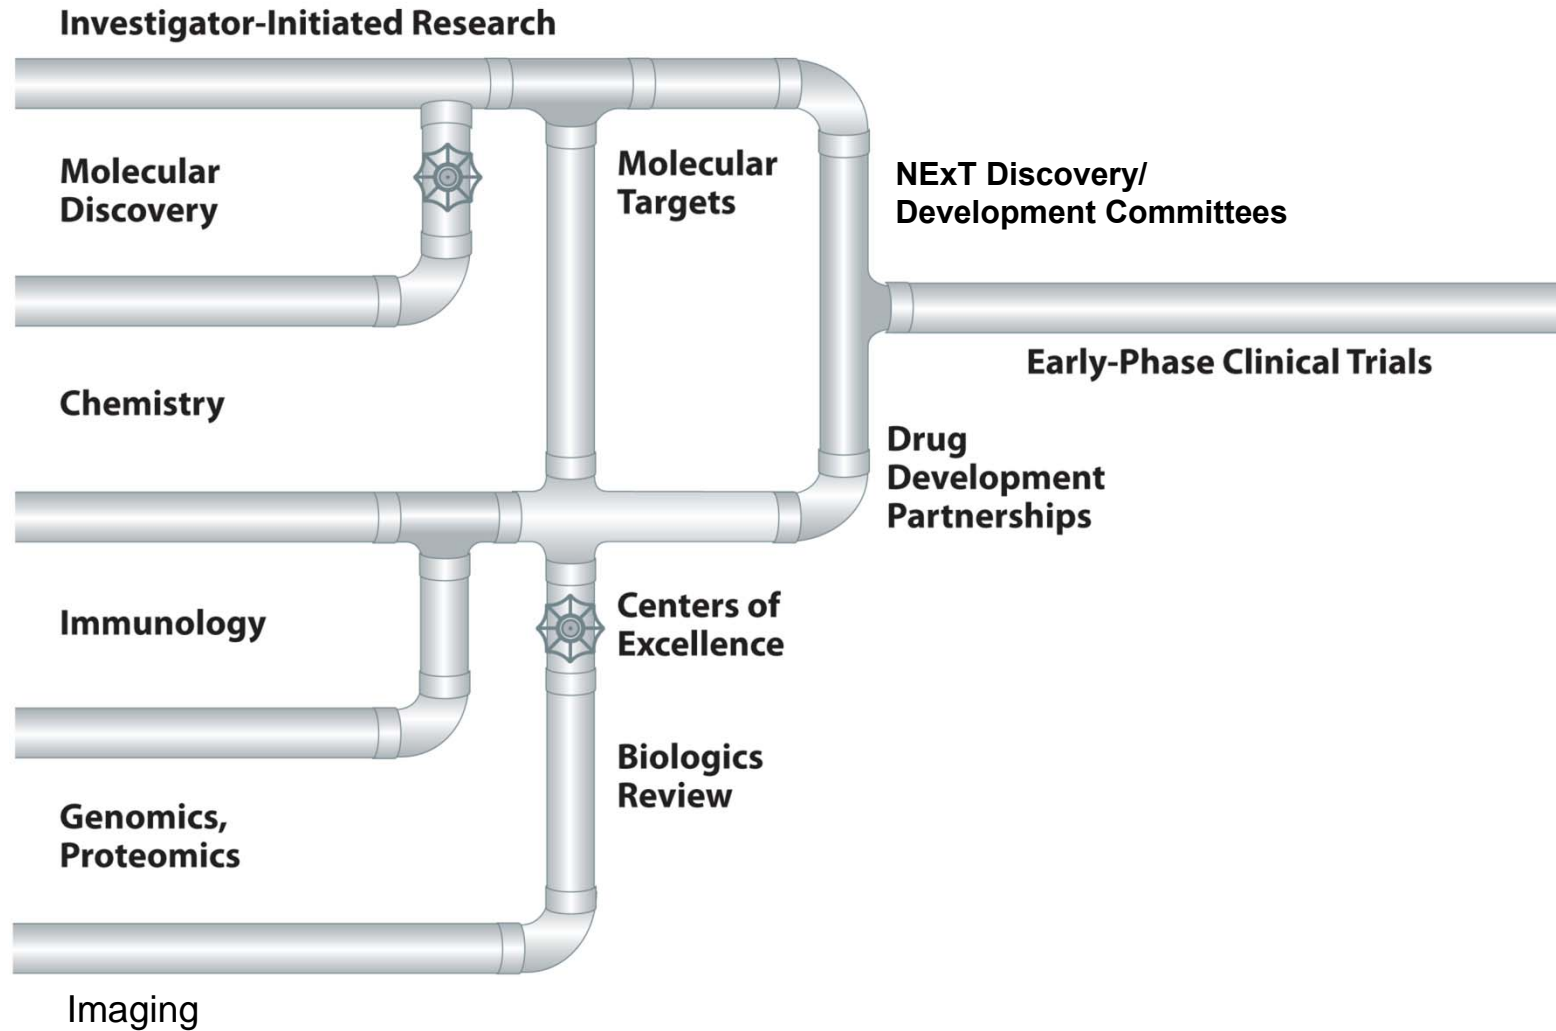 Investigator-Initiated Research
Molecular
Discovery
Molecular
Targets
NExT Discovery/
Development Committees
Early-Phase Clinical Trials
Chemistry
Drug
Development
Partnerships
Immunology
Centers of
Excellence
Biologics
Review
Genomics,
Proteomics
Imaging